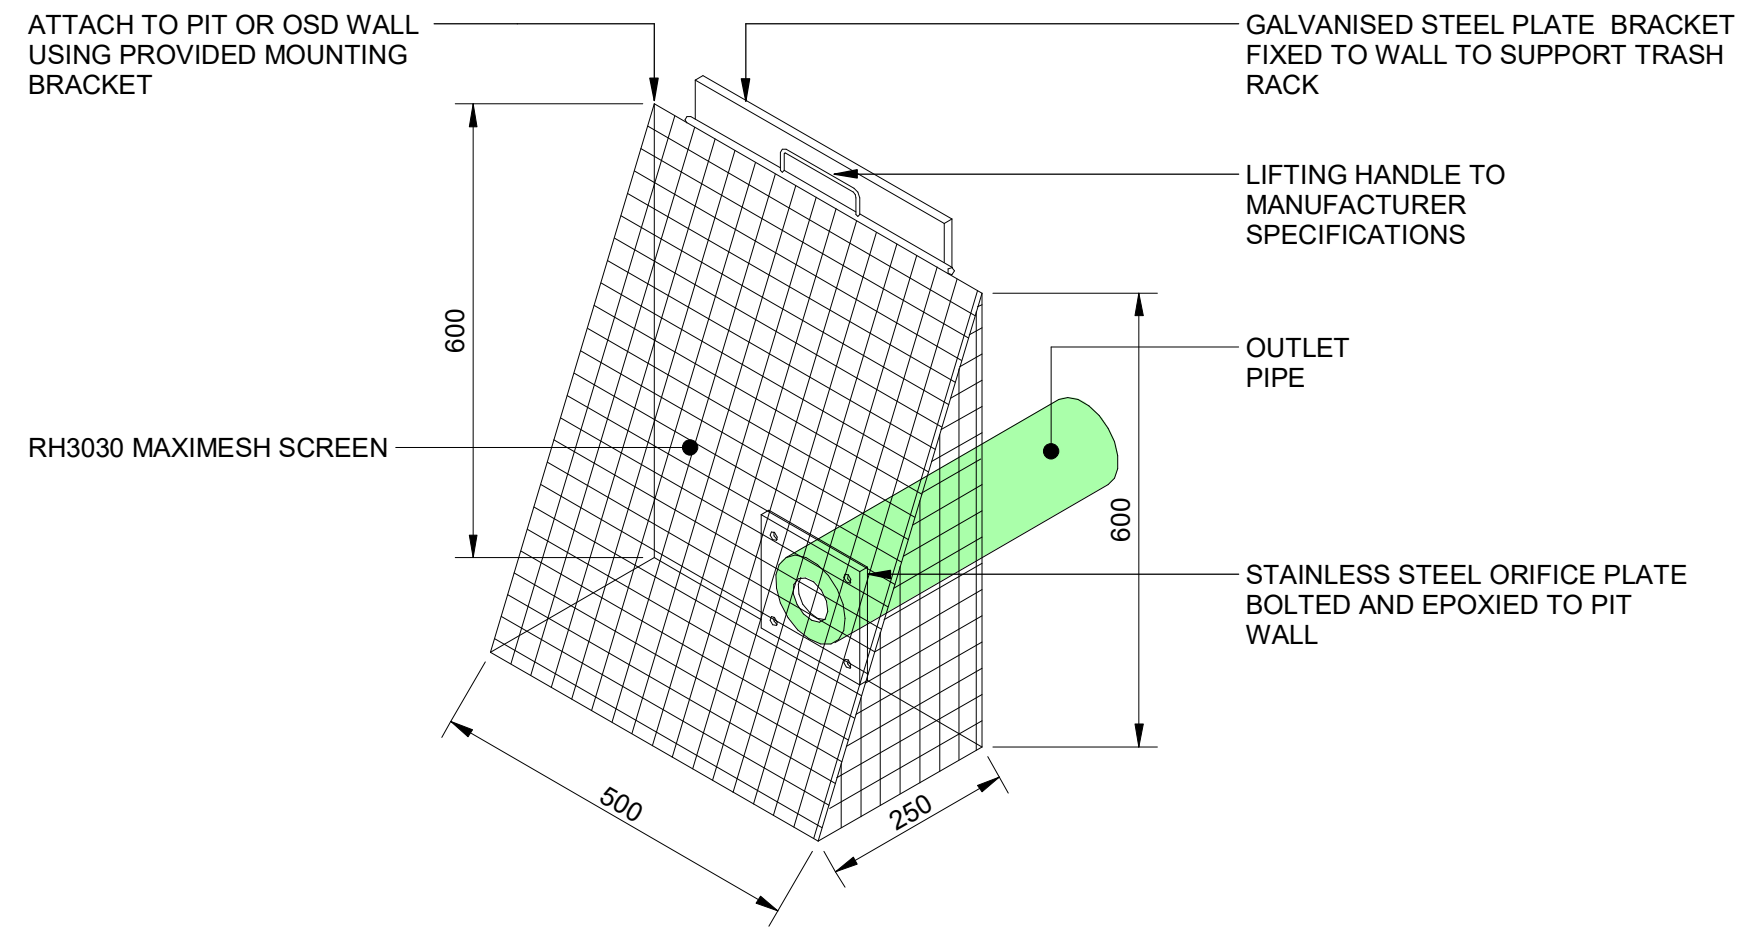 ATTACH TO PIT OR OSD WALL
USING PROVIDED MOUNTING
BRACKET
GALVANISED STEEL PLATE BRACKET
FIXED TO WALL TO SUPPORT TRASH
RACK
LIFTING HANDLE TO
MANUFACTURER
SPECIFICATIONS
600
OUTLET
PIPE
RH3030 MAXIMESH SCREEN
600
STAINLESS STEEL ORIFICE PLATE
BOLTED AND EPOXIED TO PIT
WALL
500
250